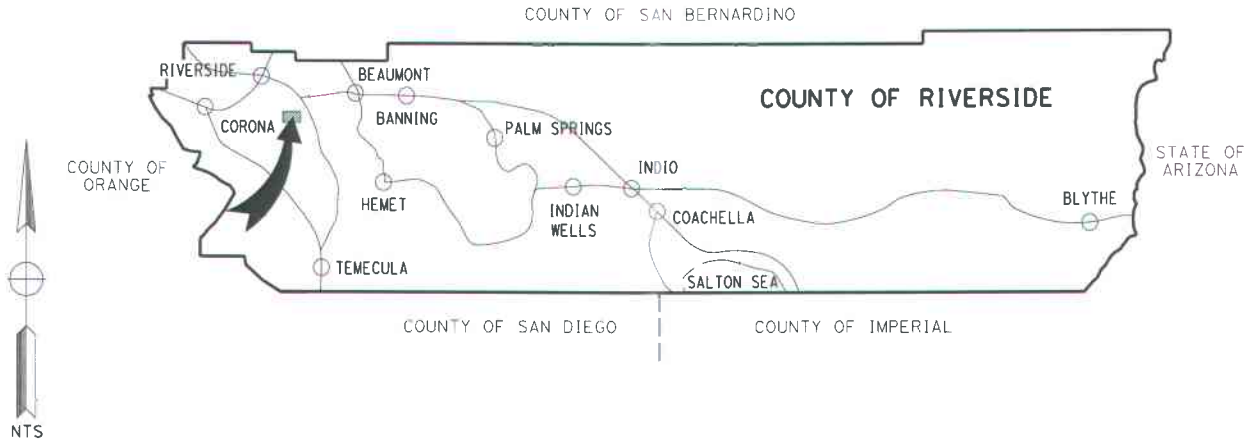 COUNTY OF SAN BERNARDINO
RIVERSIDE
BEAUMONT
COUNTY OF RIVERSIDE
BANNING
CORONA
PALM SPRINGS
COUNTY OF
ORANGE
STATE OF
ARIZONA
INDIO
HEMET
INDIAN
WELLS
COACHELLA
BLYTHE
TEMECULA
SALTON SEA
COUNTY OF SAN DIEGO
COUNTY OF IMPERIAL
NTS